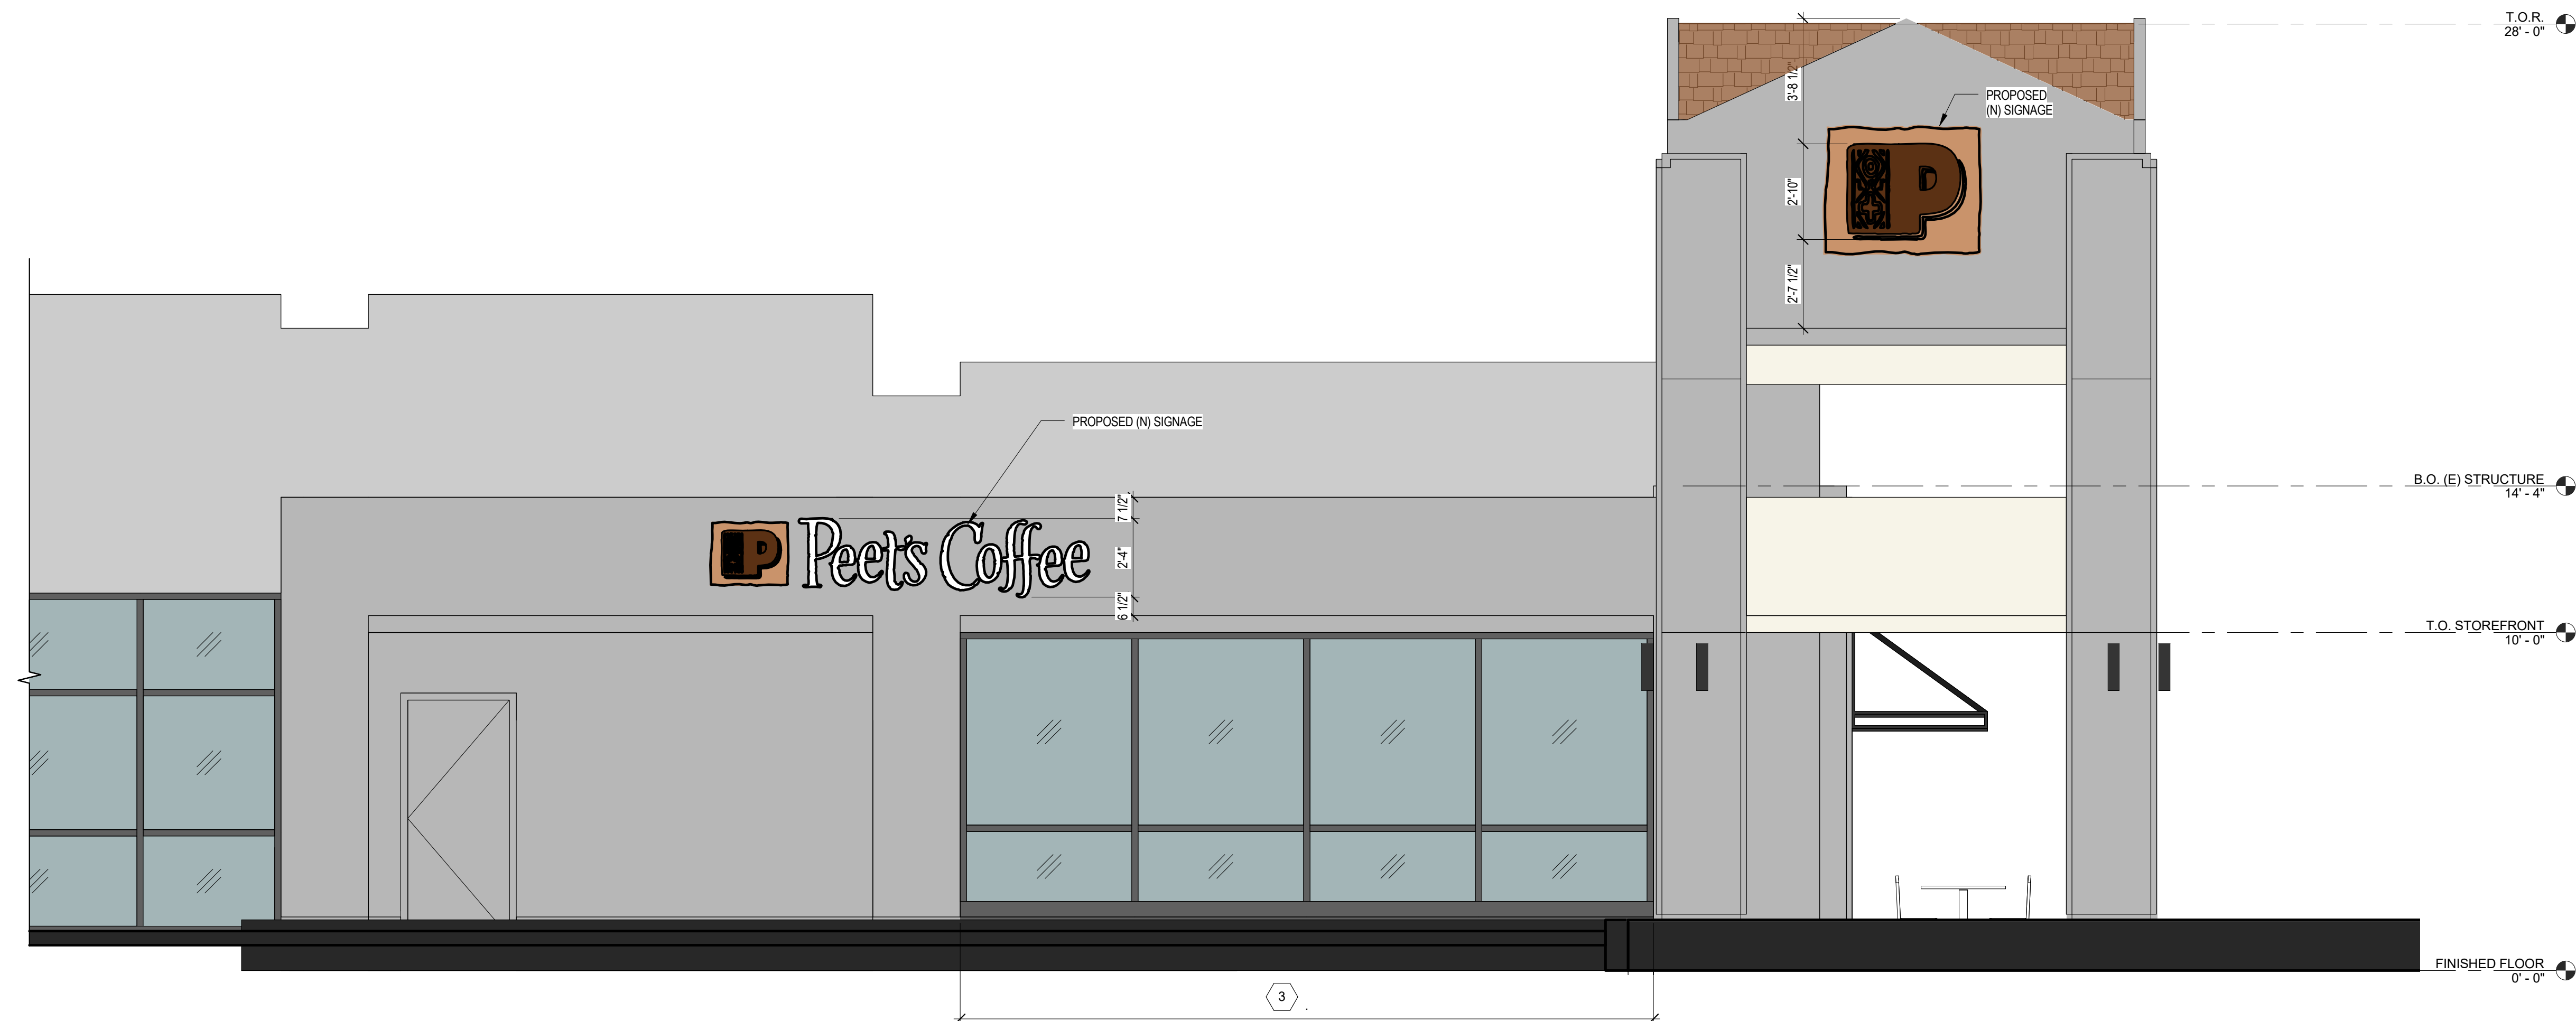 T.O.R.
28' - 0"
3'-8 1/2"
PROPOSED
(N) SIGNAGE
P
2'-10"
2'-7 1/2"
PROPOSED (N) SIGNAGE
7 1/2"
P Peet's Coffee
2'-4"
6 1/2"
B.O. (E) STRUCTURE
14' - 4"
T.O. STOREFRONT
10' - 0"
FINISHED FLOOR
0' - 0"
3